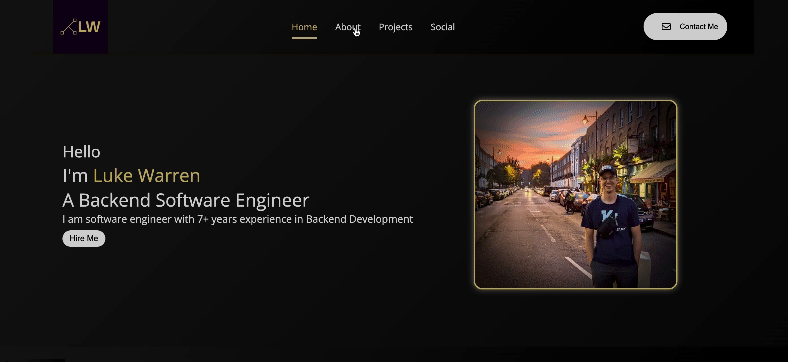 LW
Home About Projects Social
Contact Me
Hello
I'm Luke Warren
A Backend Software Engineer
I am software engineer with 7+ years experience in Backend Development
Hire Me